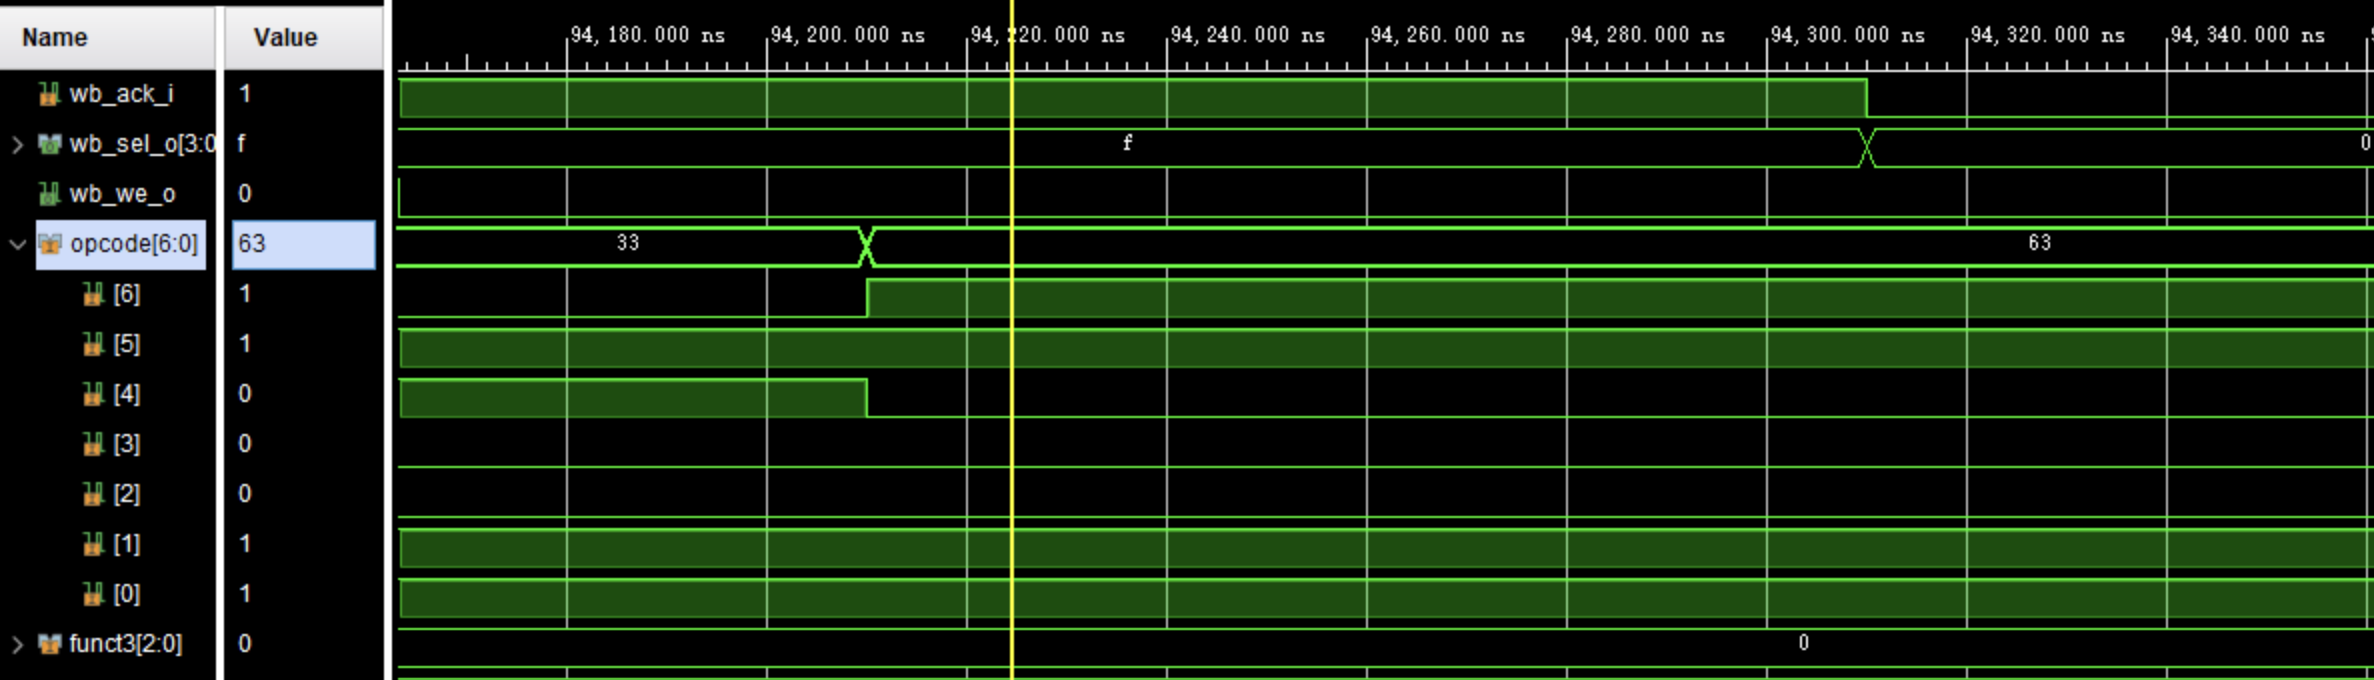 Name Value 94,180.000 ns 94,200.000 ns 94,220.000 ns 94,240.000 ns 94,260.000 ns 94,280.000 ns 94,300.000 ns 94,320.000 ns 94,340.000 ns
wb_ack_i 1
wb_sel_o[3:0 f f 0
wb_we_o 0
opcode[6:0] 63 33 63
[6] 1
[5] 1
[4] 0
[3] 0
[2] 0
[1] 1
[0] 1
funct3[2:0] 0 0